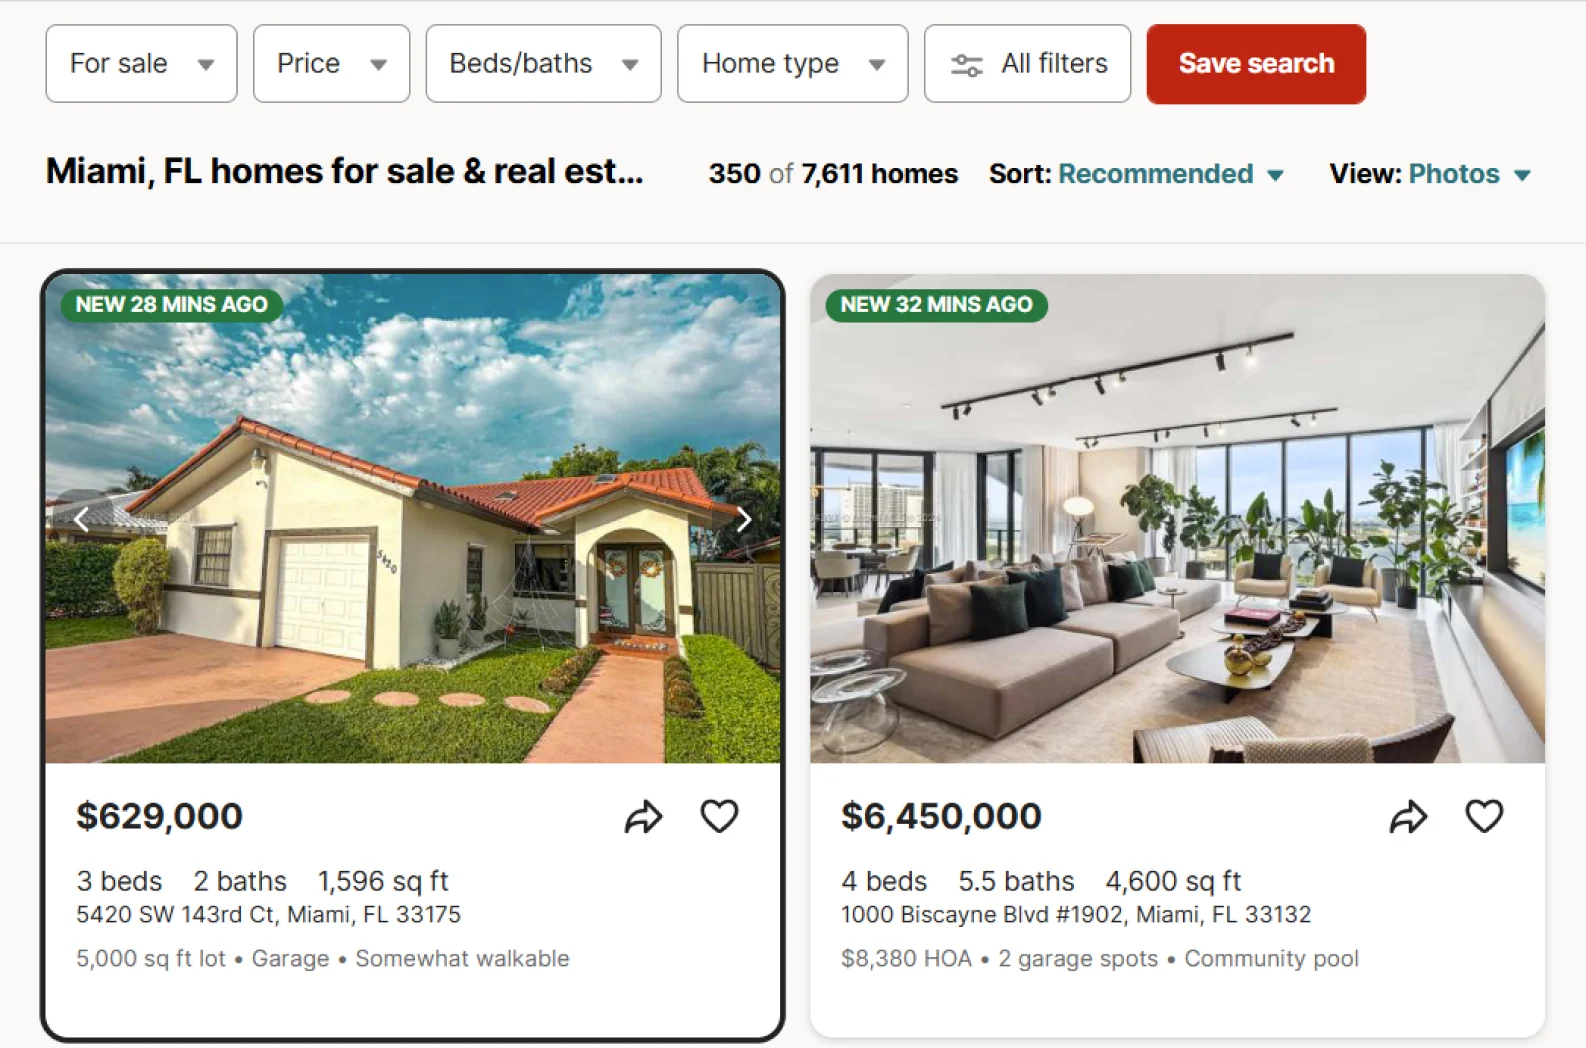 For sale
Price
Beds/baths
Home type
All filters
Save search
Miami, FL homes for sale & real est...
350 of 7,611 homes
Sort: Recommended
View: Photos
NEW 28 MINS AGO
5420
$629,000
3 beds 2 baths 1,596 sq ft
5420 SW 143rd Ct, Miami, FL 33175
5,000 sq ft lot • Garage • Somewhat walkable
NEW 32 MINS AGO
$6,450,000
4 beds 5.5 baths 4,600 sq ft
1000 Biscayne Blvd #1902, Miami, FL 33132
$8,380 HOA • 2 garage spots • Community pool